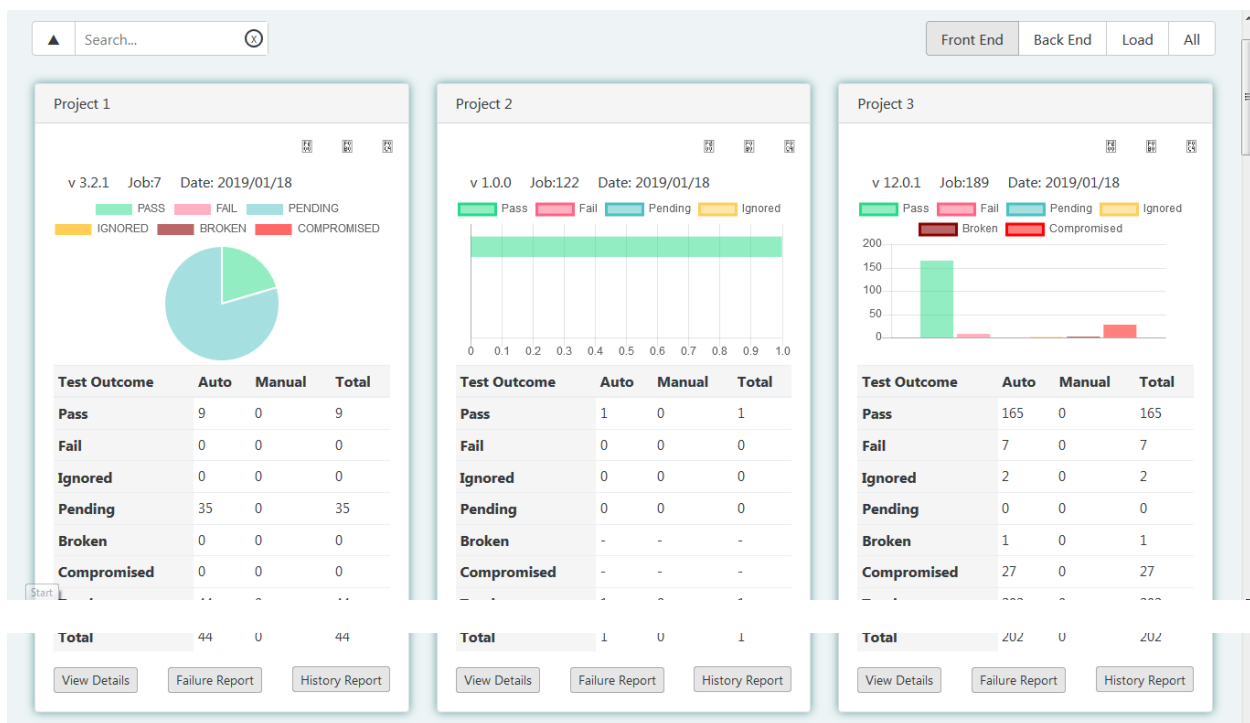 ▲ Search... X
Front End Back End Load All
Project 1
v 3.2.1 Job:7 Date: 2019/01/18
PASS FAIL PENDING
IGNORED BROKEN COMPROMISED
Test Outcome Auto Manual Total
Pass 9 0 9
Fail 0 0 0
Ignored 0 0 0
Pending 35 0 35
Broken 0 0 0
Compromised 0 0 0
Start
Total 44 0 44
View Details Failure Report History Report
Project 2
v 1.0.0 Job:122 Date: 2019/01/18
Pass Fail Pending Ignored
0 0.1 0.2 0.3 0.4 0.5 0.6 0.7 0.8 0.9 1.0
Test Outcome Auto Manual Total
Pass 1 0 1
Fail 0 0 0
Ignored 0 0 0
Pending 0 0 0
Broken - - -
Compromised - - -
Total 1 0 1
View Details Failure Report History Report
Project 3
v 12.0.1 Job:189 Date: 2019/01/18
Pass Fail Pending Ignored
Broken Compromised
200
150
100
50
0
Test Outcome Auto Manual Total
Pass 165 0 165
Fail 7 0 7
Ignored 2 0 2
Pending 0 0 0
Broken 1 0 1
Compromised 27 0 27
Total 202 0 202
View Details Failure Report History Report